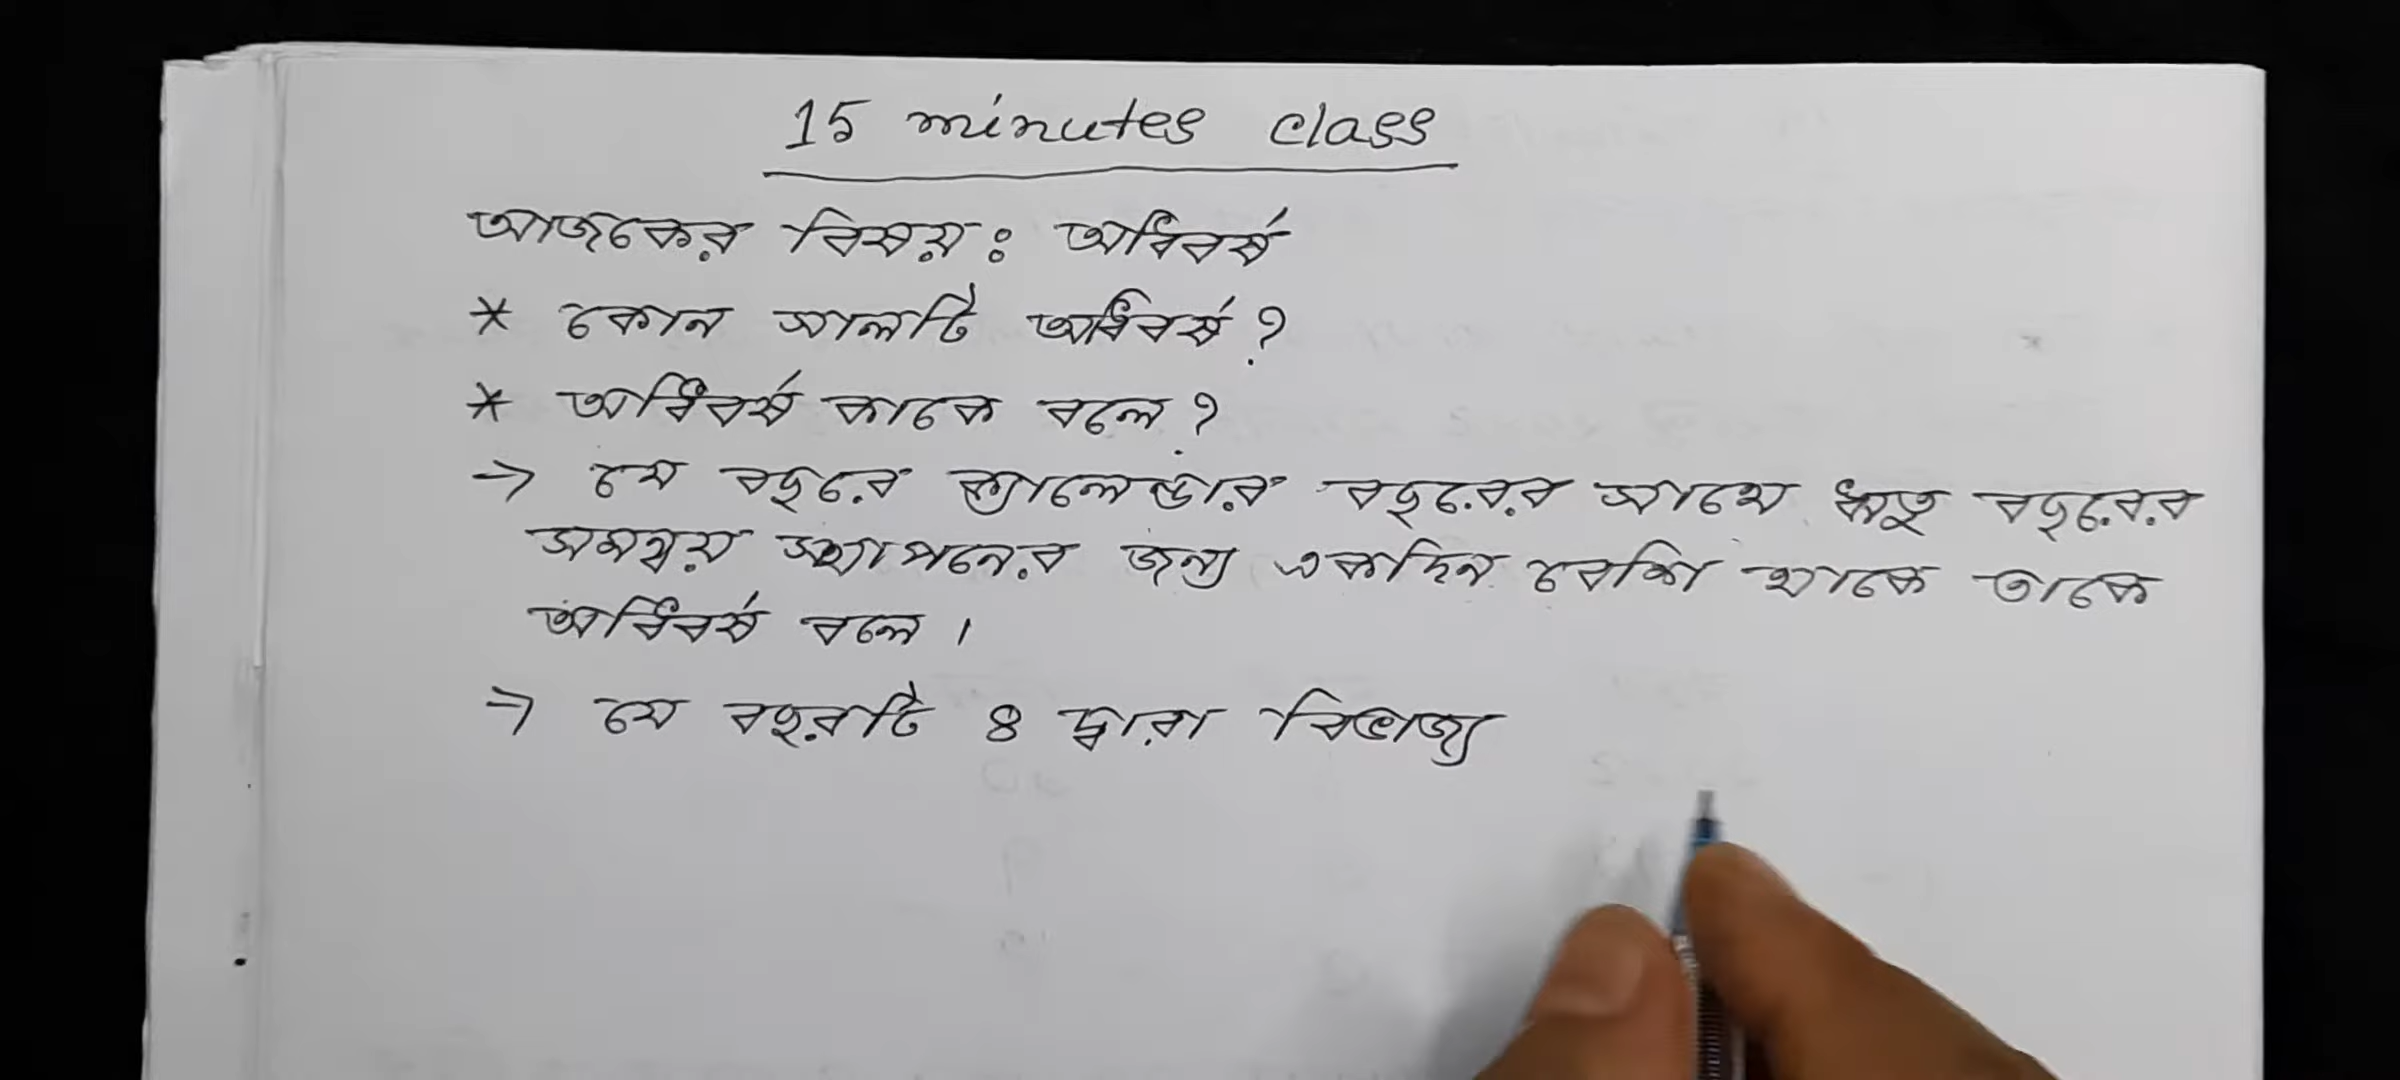 15 minutes class
আজকের বিষয়ঃ অধিবর্ষ
* কোন সালটি অধিবর্ষ?
* অধিবর্ষ কাকে বলে?
→ যে বছরে ক্যালেন্ডার বছরের সাথে ঋতু বছরের
সমন্বয় স্থাপনের জন্য একদিন বেশি থাকে তাকে
অধিবর্ষ বলে।
→ যে বছরটি ৪ দ্বারা বিভাজ্য